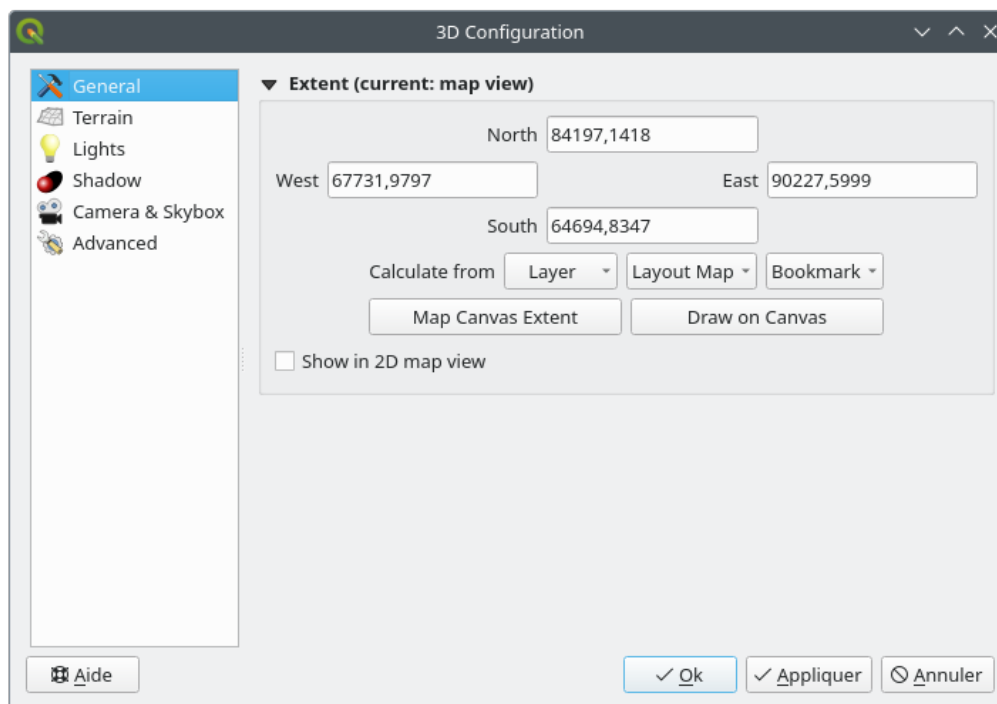 3D Configuration
General
Terrain
Lights
Shadow
Camera & Skybox
Advanced
Extent (current: map view)
North 84197,1418
West 67731,9797 East 90227,5999
South 64694,8347
Calculate from Layer Layout Map Bookmark
Map Canvas Extent Draw on Canvas
Show in 2D map view
Aide Ok Appliquer Annuler